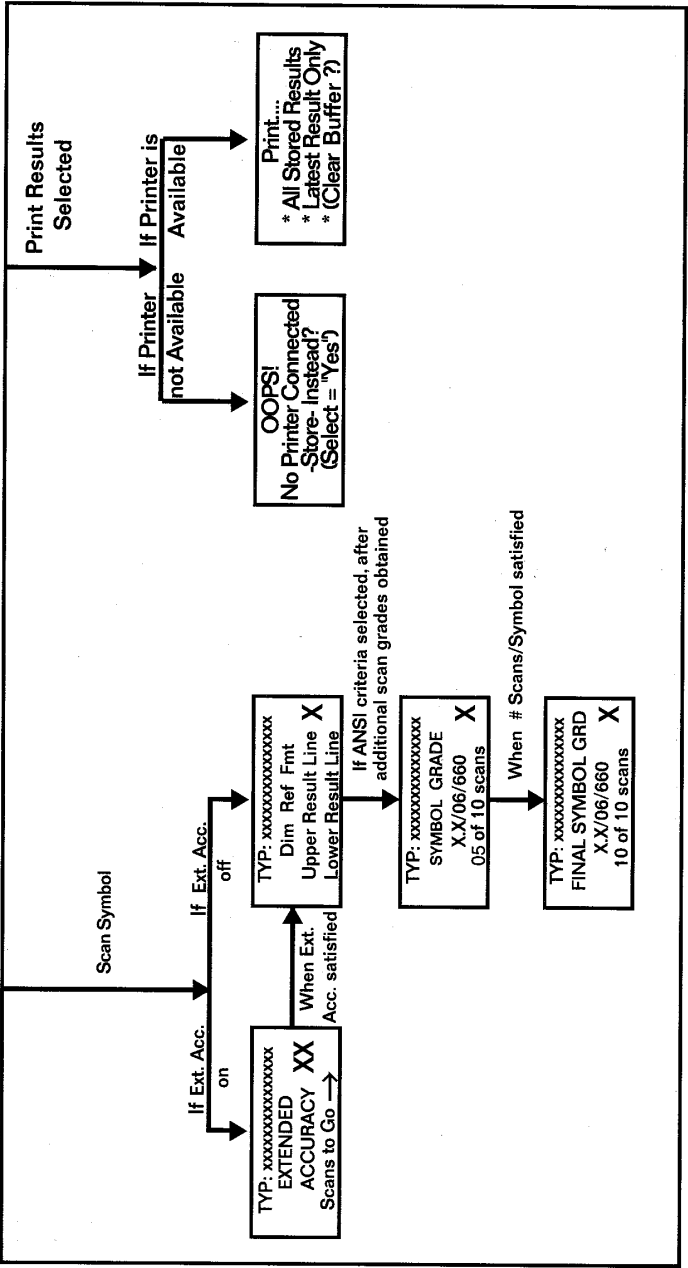 Scan Symbol
If Ext. Acc.
on
If Ext. Acc.
off
TYP: xxxxxxxxxxxxxxxx
EXTENDED
ACCURACY XX
Scans to Go →
When Ext.
Acc. satisfied
TYP: xxxxxxxxxxxxxxxx
Dim Ref Fmt
Upper Result Line X
Lower Result Line
If ANSI criteria selected, after
additional scan grades obtained
TYP: xxxxxxxxxxxxxxxx
SYMBOL GRADE
X.X/06/660 X
05 of 10 scans
When # Scans/Symbol satisfied
TYP: xxxxxxxxxxxxxxxx
FINAL SYMBOL GRD
X.X/06/660 X
10 of 10 scans
Print Results
Selected
If Printer
not Available
If Printer is
Available
OOPS!
No Printer Connected
-Store- Instead?
(Select = "Yes")
Print....
* All Stored Results
* Latest Result Only
* (Clear Buffer ?)